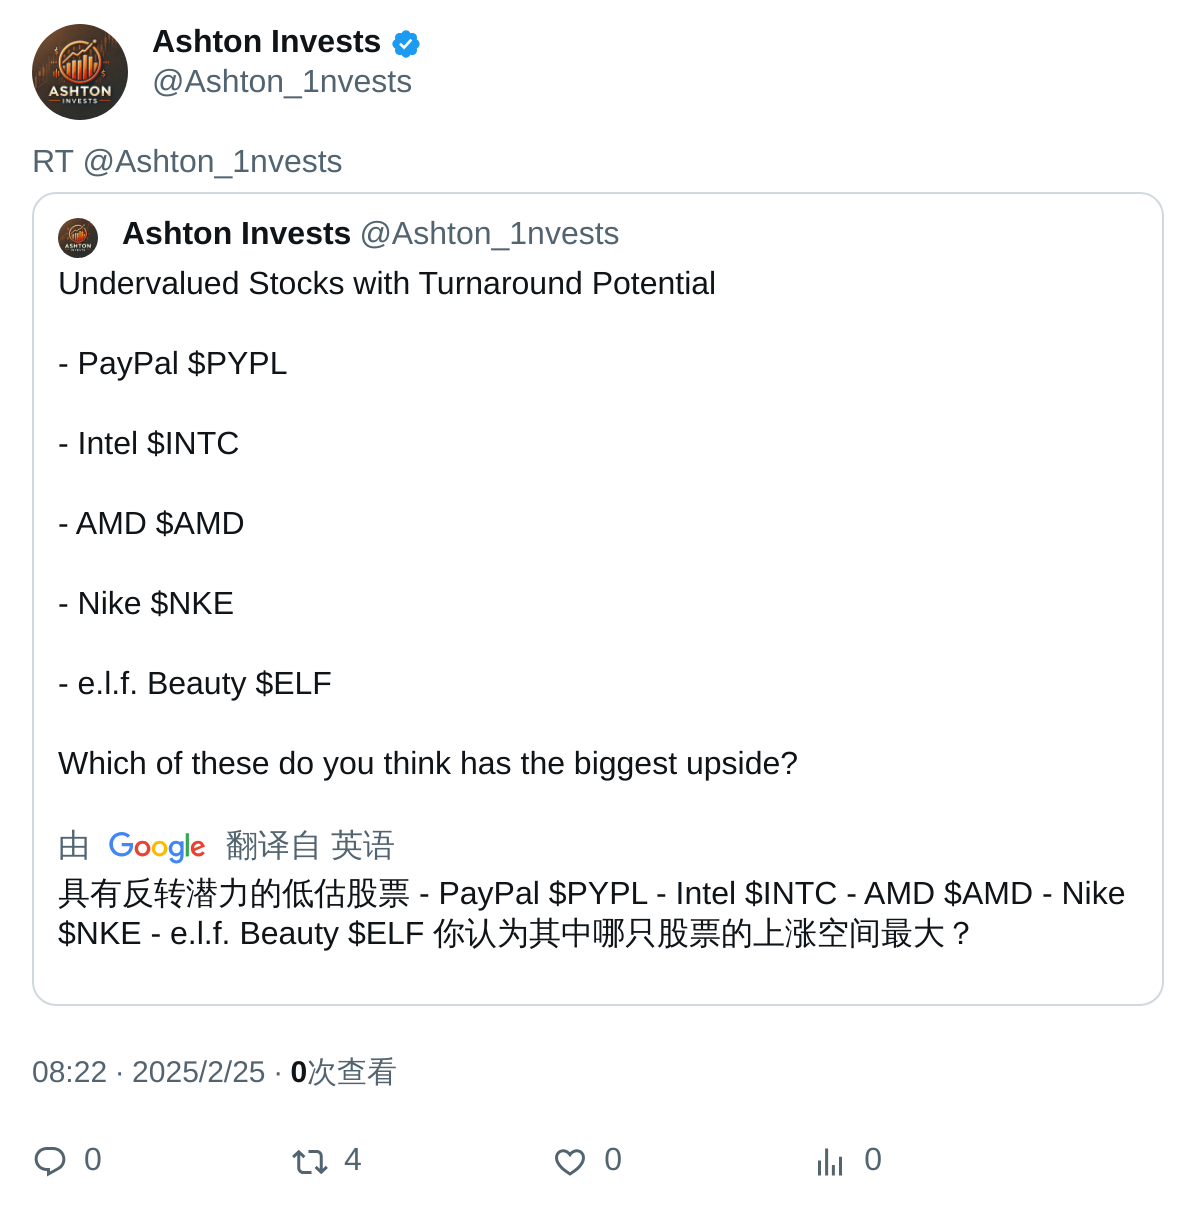 ASHTON
INVESTS
Ashton Invests
@Ashton_1nvests
RT @Ashton_1nvests
ASHTON
Ashton Invests @Ashton_1nvests
Undervalued Stocks with Turnaround Potential
- PayPal $PYPL
- Intel $INTC
- AMD $AMD
- Nike $NKE
- e.l.f. Beauty $ELF
Which of these do you think has the biggest upside?
由 Google 翻译自 英语
具有反转潜力的低估股票 - PayPal $PYPL - Intel $INTC - AMD $AMD - Nike
$NKE - e.l.f. Beauty $ELF 你认为其中哪只股票的上涨空间最大？
08:22 · 2025/2/25 · 0次查看
0 4 0 0